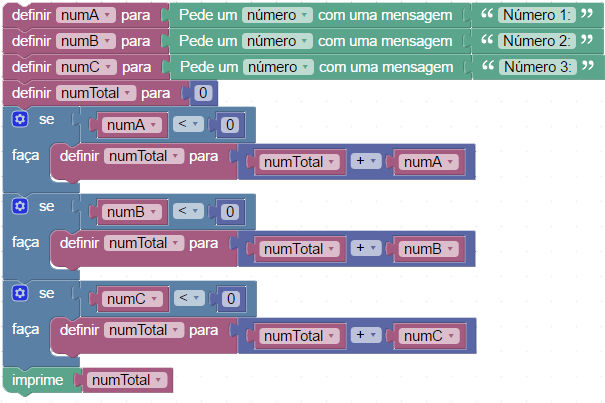 definir numA para Pede um número com uma mensagem “ Número 1: ”
definir numB para Pede um número com uma mensagem “ Número 2: ”
definir numC para Pede um número com uma mensagem “ Número 3: ”
definir numTotal para 0
se numA < 0
faça definir numTotal para numTotal + numA
se numB < 0
faça definir numTotal para numTotal + numB
se numC < 0
faça definir numTotal para numTotal + numC
imprime numTotal